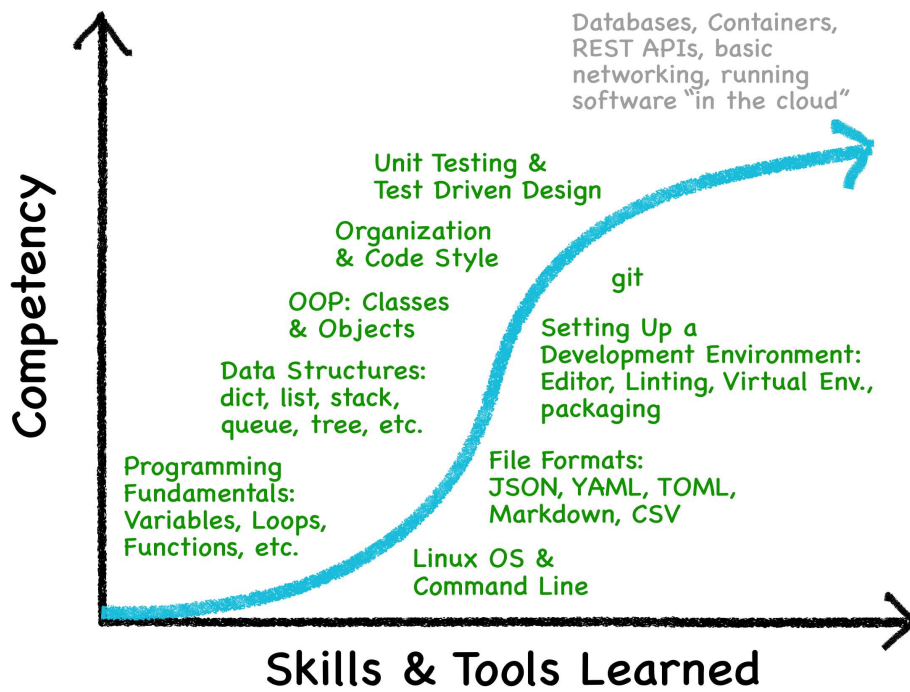 Databases, Containers,
REST APIs, basic
networking, running
software “in the cloud”
Unit Testing &
Test Driven Design
Organization
& Code Style
git
OOP: Classes
& Objects
Setting Up a
Development Environment:
Editor, Linting, Virtual Env.,
packaging
Data Structures:
dict, list, stack,
queue, tree, etc.
Programming
Fundamentals:
Variables, Loops,
Functions, etc.
File Formats:
JSON, YAML, TOML,
Markdown, CSV
Linux OS &
Command Line
Competency
Skills & Tools Learned